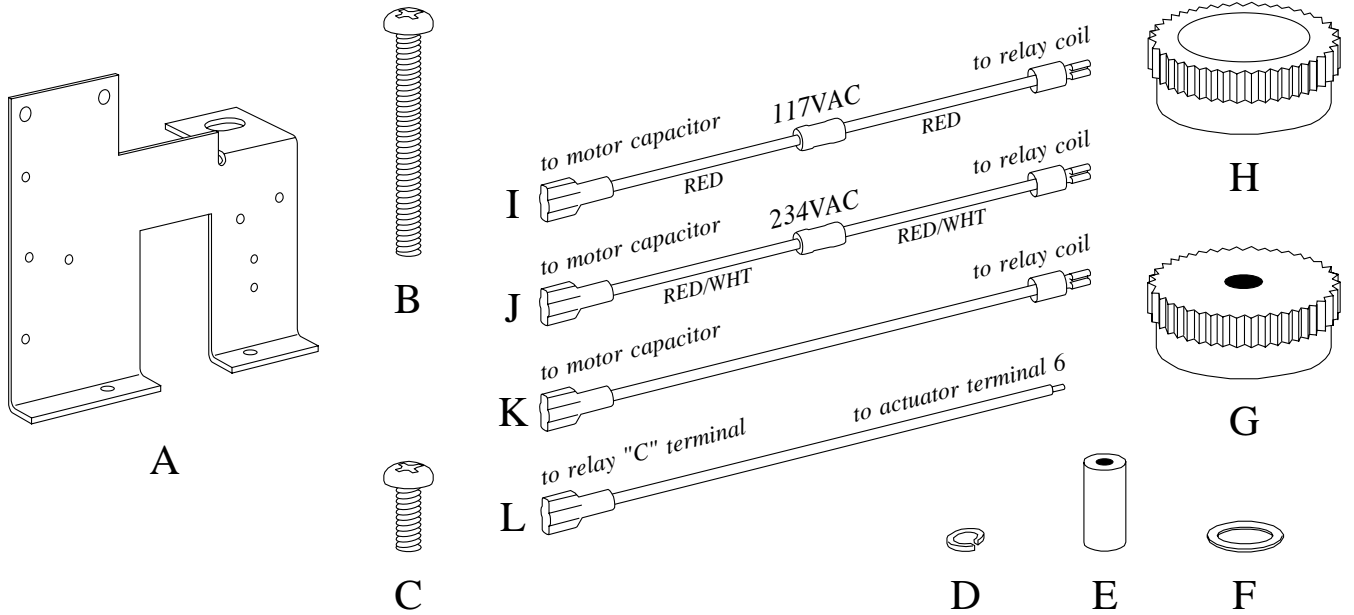 A
B
C
I
to motor capacitor
117VAC
to relay coil
RED
RED
J
to motor capacitor
234VAC
to relay coil
RED/WHT
RED/WHT
K
to motor capacitor
to relay coil
L
to relay "C" terminal
to actuator terminal 6
H
G
D
E
F